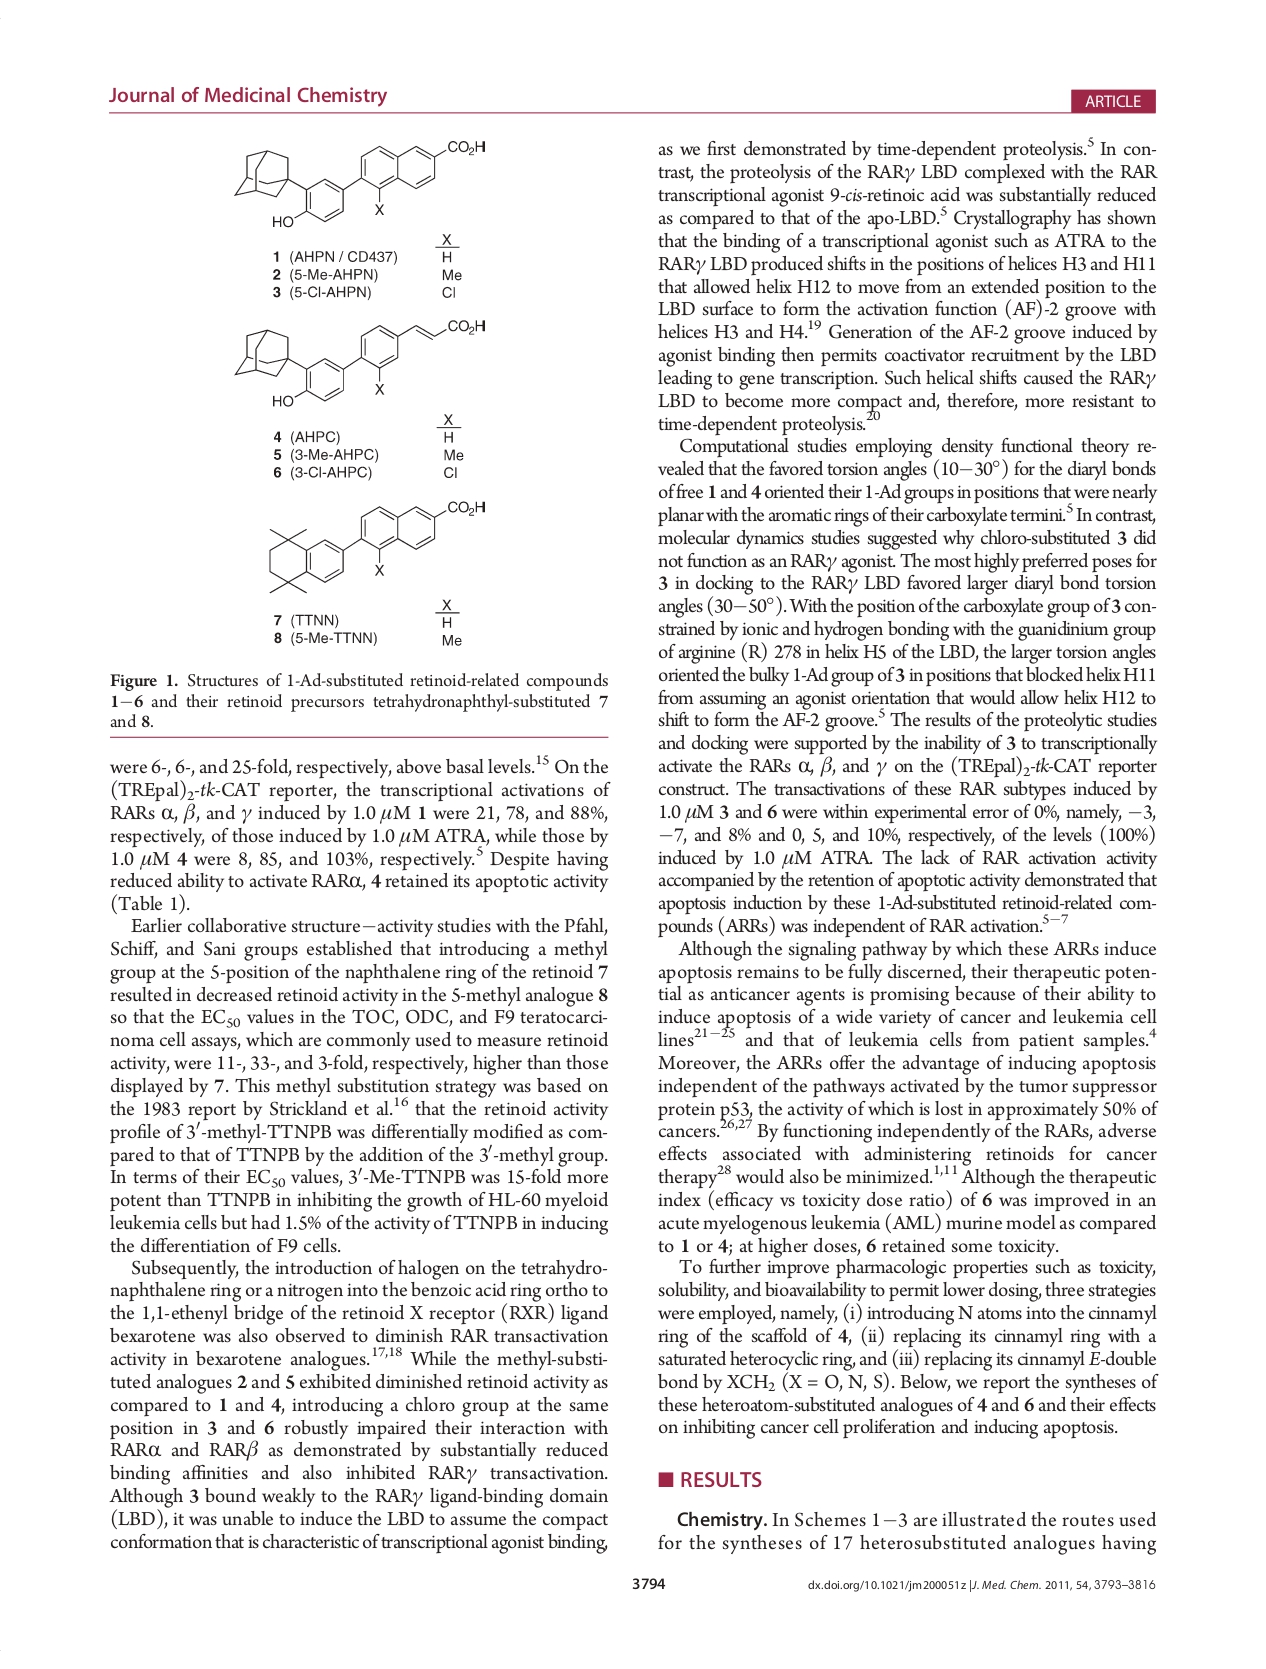 Journal of Medicinal Chemistry
ARTICLE
CO2H
X
HO
X
1 (AHPN / CD437) H
2 (5-Me-AHPN) Me
3 (5-Cl-AHPN) Cl
CO2H
X
HO
X
4 (AHPC) H
5 (3-Me-AHPC) Me
6 (3-Cl-AHPC) Cl
CO2H
X
X
7 (TTNN) H
8 (5-Me-TTNN) Me
Figure 1. Structures of 1-Ad-substituted retinoid-related compounds
1−6 and their retinoid precursors tetrahydronaphthyl-substituted 7
and 8.
were 6-, 6-, and 25-fold, respectively, above basal levels.15 On the
(TREpal)2-tk-CAT reporter, the transcriptional activations of
RARs α, β, and γ induced by 1.0 μM 1 were 21, 78, and 88%,
respectively, of those induced by 1.0 μM ATRA, while those by
1.0 μM 4 were 8, 85, and 103%, respectively.5 Despite having
reduced ability to activate RARα, 4 retained its apoptotic activity
(Table 1).
Earlier collaborative structure−activity studies with the Pfahl,
Schiff, and Sani groups established that introducing a methyl
group at the 5-position of the naphthalene ring of the retinoid 7
resulted in decreased retinoid activity in the 5-methyl analogue 8
so that the EC50 values in the TOC, ODC, and F9 teratocarci-
noma cell assays, which are commonly used to measure retinoid
activity, were 11-, 33-, and 3-fold, respectively, higher than those
displayed by 7. This methyl substitution strategy was based on
the 1983 report by Strickland et al.16 that the retinoid activity
profile of 3′-methyl-TTNPB was differentially modified as com-
pared to that of TTNPB by the addition of the 3′-methyl group.
In terms of their EC50 values, 3′-Me-TTNPB was 15-fold more
potent than TTNPB in inhibiting the growth of HL-60 myeloid
leukemia cells but had 1.5% of the activity of TTNPB in inducing
the differentiation of F9 cells.
Subsequently, the introduction of halogen on the tetrahydro-
naphthalene ring or a nitrogen into the benzoic acid ring ortho to
the 1,1-ethenyl bridge of the retinoid X receptor (RXR) ligand
bexarotene was also observed to diminish RAR transactivation
activity in bexarotene analogues.17,18 While the methyl-substi-
tuted analogues 2 and 5 exhibited diminished retinoid activity as
compared to 1 and 4, introducing a chloro group at the same
position in 3 and 6 robustly impaired their interaction with
RARα and RARβ as demonstrated by substantially reduced
binding affinities and also inhibited RARγ transactivation.
Although 3 bound weakly to the RARγ ligand-binding domain
(LBD), it was unable to induce the LBD to assume the compact
conformation that is characteristic of transcriptional agonist binding,
as we first demonstrated by time-dependent proteolysis.5 In con-
trast, the proteolysis of the RARγ LBD complexed with the RAR
transcriptional agonist 9-cis-retinoic acid was substantially reduced
as compared to that of the apo-LBD.5 Crystallography has shown
that the binding of a transcriptional agonist such as ATRA to the
RARγ LBD produced shifts in the positions of helices H3 and H11
that allowed helix H12 to move from an extended position to the
LBD surface to form the activation function (AF)-2 groove with
helices H3 and H4.19 Generation of the AF-2 groove induced by
agonist binding then permits coactivator recruitment by the LBD
leading to gene transcription. Such helical shifts caused the RARγ
LBD to become more compact and, therefore, more resistant to
time-dependent proteolysis.20
Computational studies employing density functional theory re-
vealed that the favored torsion angles (10−30°) for the diaryl bonds
of free 1 and 4 oriented their 1-Ad groups in positions that were nearly
planar with the aromatic rings of their carboxylate termini.5 In contrast,
molecular dynamics studies suggested why chloro-substituted 3 did
not function as an RARγ agonist. The most highly preferred poses for
3 in docking to the RARγ LBD favored larger diaryl bond torsion
angles (30−50°). With the position of the carboxylate group of 3 con-
strained by ionic and hydrogen bonding with the guanidinium group
of arginine (R) 278 in helix H5 of the LBD, the larger torsion angles
oriented the bulky 1-Ad group of 3 in positions that blocked helix H11
from assuming an agonist orientation that would allow helix H12 to
shift to form the AF-2 groove.5 The results of the proteolytic studies
and docking were supported by the inability of 3 to transcriptionally
activate the RARs α, β, and γ on the (TREpal)2-tk-CAT reporter
construct. The transactivations of these RAR subtypes induced by
1.0 μM 3 and 6 were within experimental error of 0%, namely, −3,
−7, and 8% and 0, 5, and 10%, respectively, of the levels (100%)
induced by 1.0 μM ATRA. The lack of RAR activation activity
accompanied by the retention of apoptotic activity demonstrated that
apoptosis induction by these 1-Ad-substituted retinoid-related com-
pounds (ARRs) was independent of RAR activation.5−7
Although the signaling pathway by which these ARRs induce
apoptosis remains to be fully discerned, their therapeutic poten-
tial as anticancer agents is promising because of their ability to
induce apoptosis of a wide variety of cancer and leukemia cell
lines21−25 and that of leukemia cells from patient samples.4
Moreover, the ARRs offer the advantage of inducing apoptosis
independent of the pathways activated by the tumor suppressor
protein p53, the activity of which is lost in approximately 50% of
cancers.26,27 By functioning independently of the RARs, adverse
effects associated with administering retinoids for cancer
therapy28 would also be minimized.1,11 Although the therapeutic
index (efficacy vs toxicity dose ratio) of 6 was improved in an
acute myelogenous leukemia (AML) murine model as compared
to 1 or 4; at higher doses, 6 retained some toxicity.
To further improve pharmacologic properties such as toxicity,
solubility, and bioavailability to permit lower dosing, three strategies
were employed, namely, (i) introducing N atoms into the cinnamyl
ring of the scaffold of 4, (ii) replacing its cinnamyl ring with a
saturated heterocyclic ring, and (iii) replacing its cinnamyl E-double
bond by XCH2 (X = O, N, S). Below, we report the syntheses of
these heteroatom-substituted analogues of 4 and 6 and their effects
on inhibiting cancer cell proliferation and inducing apoptosis.
■ RESULTS
Chemistry. In Schemes 1−3 are illustrated the routes used
for the syntheses of 17 heterosubstituted analogues having
3794
dx.doi.org/10.1021/jm200051z |J. Med. Chem. 2011, 54, 3793–3816